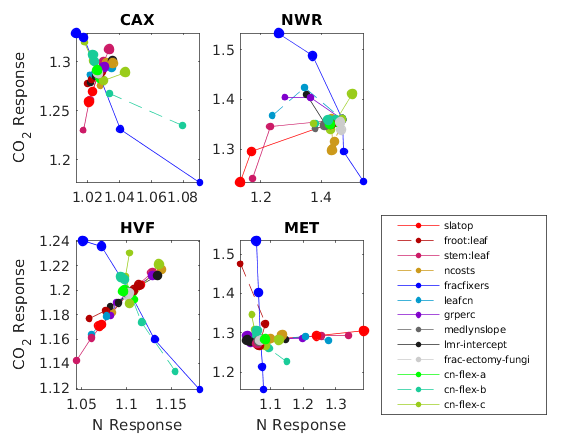 CAX
NWR
CO2 Response
1.3
1.25
1.2
1.02 1.04 1.06 1.08
1.5
1.4
1.3
1.2 1.4
HVF
MET
CO2 Response
1.24
1.22
1.2
1.18
1.16
1.14
1.12
1.05 1.1 1.15
N Response
1.5
1.4
1.3
1.2
1.1 1.2 1.3
N Response
slatop
froot:leaf
stem:leaf
ncosts
fracfixers
leafcn
grperc
medlynslope
lmr-intercept
frac-ectomy-fungi
cn-flex-a
cn-flex-b
cn-flex-c